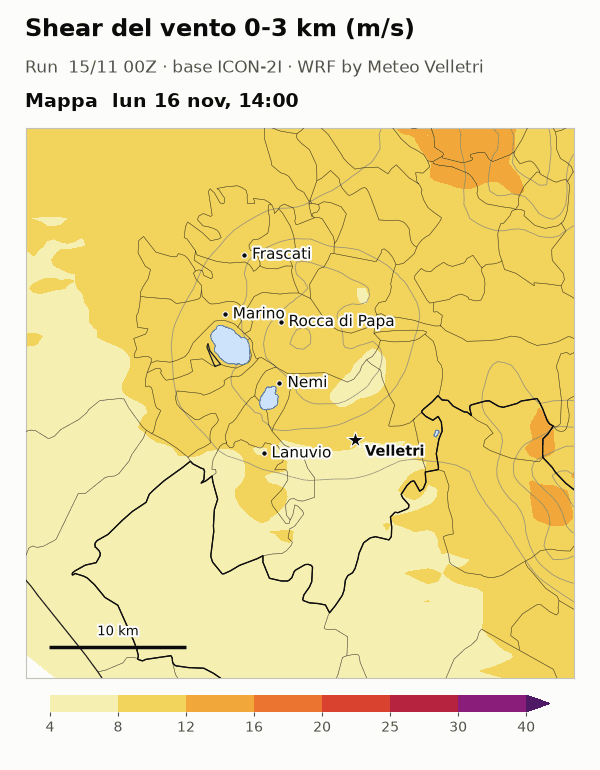 Shear del vento 0-3 km (m/s)
Run  15/11 00Z · base ICON-2I · WRF by Meteo Velletri
Mappa  lun 16 nov, 14:00
Frascati
Marino
Rocca di Papa
Nemi
Velletri
Lanuvio
10 km
4 8 12 16 20 25 30 40